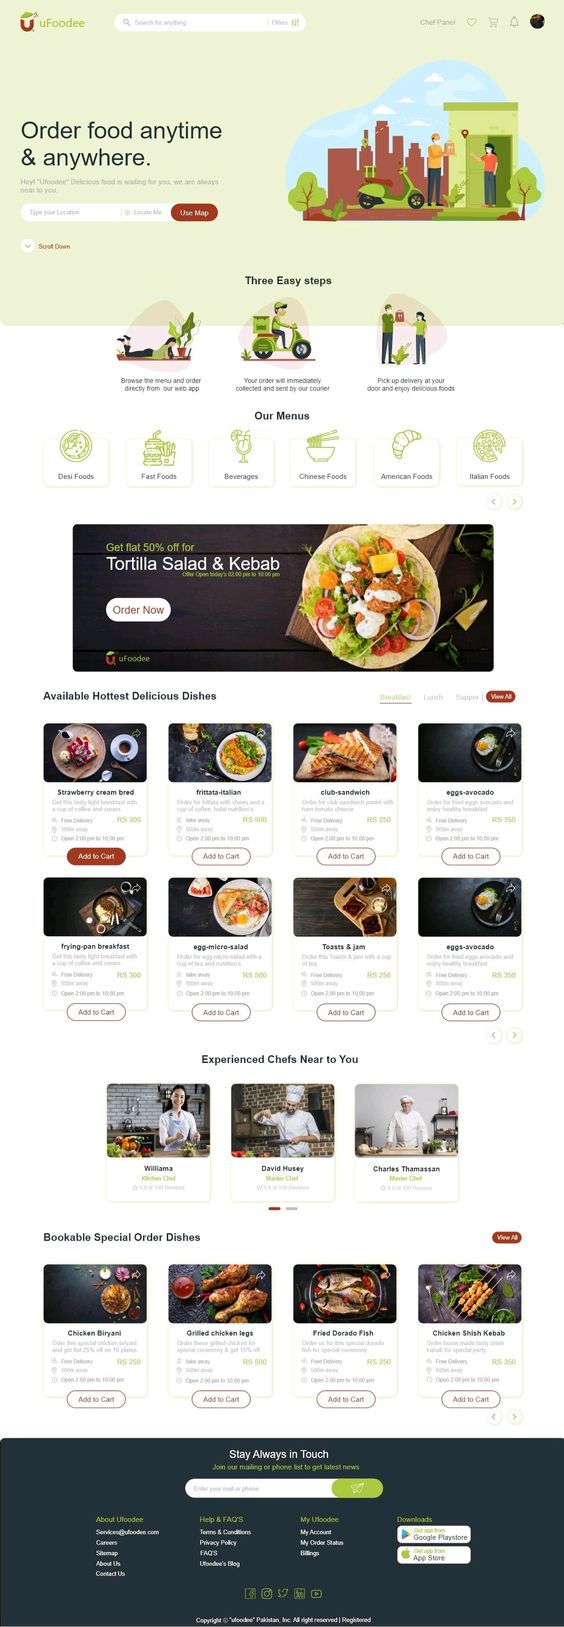 uFoodee
Search for anything
Filters
Chef Panel
Order food anytime
& anywhere.
Hey! "Ufoodee" Delicious food is waiting for you, we are always
near to you.
Type your Location
Locate Me
Use Map
Scroll Down
Three Easy steps
Browse the menu and order
directly from our web app
Your order will immediately
collected and sent by our courier
Pick up delivery at your
door and enjoy delicious foods
Our Menus
Desi Foods
Fast Foods
Beverages
Chinese Foods
American Foods
Italian Foods
Get flat 50% off for
Tortilla Salad & Kebab
Offer Open today's 02:00 pm to 10:00 pm
Order Now
uFoodee
Available Hottest Delicious Dishes
Breakfast
Lunch
Supper
View All
Strawberry cream bred
Get this tasty light breakfast with
a cup of coffee and cream.
Free Delivery
RS 300
500m away
Open 2:00 pm to 10:00 pm
Add to Cart
frittata-italian
Order for frittata with chees and a
cup of coffee, halal nutrition's.
take away
RS 500
500m away
Open 2:00 pm to 10:00 pm
Add to Cart
club-sandwich
Order for club sandwich panini with
ham tomato cheese
Free Delivery
RS 250
500m away
Open 2:00 pm to 10:00 pm
Add to Cart
eggs-avocado
Order for fried eggs avocado and
enjoy healthy breakfast
Free Delivery
RS 350
500m away
Open 2:00 pm to 10:00 pm
Add to Cart
frying-pan breakfast
Get this tasty light breakfast with
a cup of coffee and cream.
Free Delivery
RS 300
500m away
Open 2:00 pm to 10:00 pm
Add to Cart
egg-micro-salad
Order for egg-micro-salad with a
cup of tea and nutrition's.
take away
RS 500
500m away
Open 2:00 pm to 10:00 pm
Add to Cart
Toasts & jam
Order this Toaste & jam with a cup
of tea.
Free Delivery
RS 250
500m away
Open 2:00 pm to 10:00 pm
Add to Cart
eggs-avocado
Order for fried eggs avocado and
enjoy healthy breakfast
Free Delivery
RS 350
500m away
Open 2:00 pm to 10:00 pm
Add to Cart
Experienced Chefs Near to You
Williama
Kitchen Chef
5.0 of 100 Reviews
David Husey
Master Chef
5.0 of 100 Reviews
Charles Thamassan
Master Chef
5.0 of 100 Reviews
Bookable Special Order Dishes
View All
Chicken Biryani
Oder this special chicken biryani
and get flat 25% off on 10 plates
Free Delivery
RS 250
500m away
Open 2:00 pm to 10:00 pm
Add to Cart
Grilled chicken legs
Order these grilled chicken for
special ceremony & get 15% off.
take away
RS 500
500m away
Open 2:00 pm to 10:00 pm
Add to Cart
Fried Dorado Fish
Order us for this special dorado
fish for special ceremony.
Free Delivery
RS 250
500m away
Open 2:00 pm to 10:00 pm
Add to Cart
Chicken Shish Kebab
Order home made tasty shish
kabab for special party.
Free Delivery
RS 350
500m away
Open 2:00 pm to 10:00 pm
Add to Cart
Stay Always in Touch
Join our mailing or phone list to get latest news
Enter your mail or phone
About Ufoodee
Services@ufoodee.com
Careers
Sitemap
About Us
Contact Us
Help & FAQ'S
Terms & Conditions
Privacy Policy
FAQ'S
Ufoodee's Blog
My Ufoodee
My Account
My Order Status
Billings
Downloads
Get app from
Google Playstore
Get app from
App Store
Copyright © "ufoodee" Pakistan, Inc. All right reserved | Registered